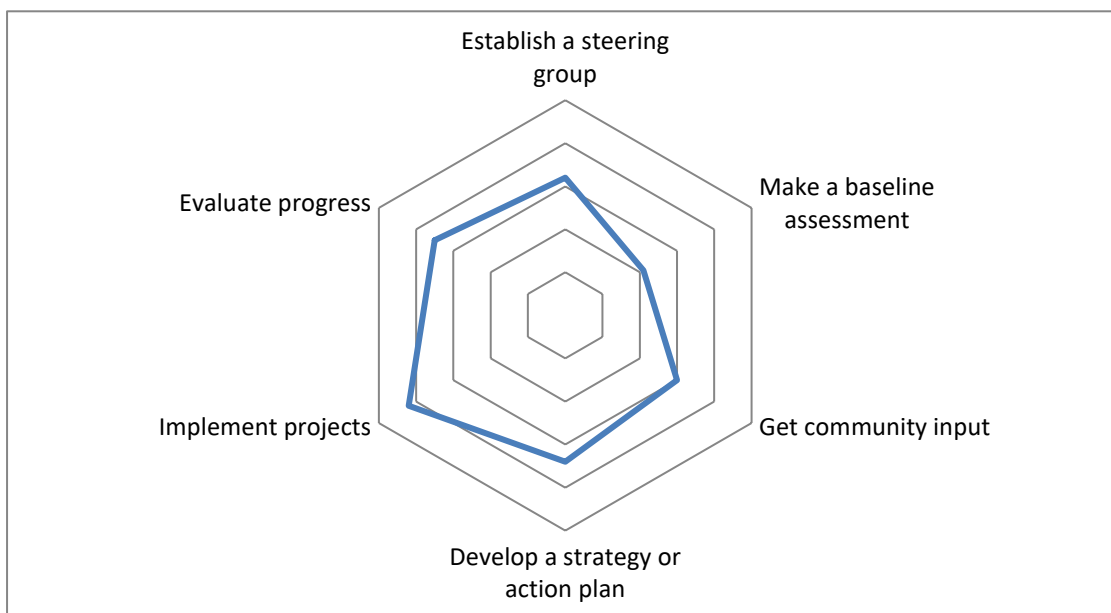 Establish a steering
group
Make a baseline
assessment
Get community input
Develop a strategy or
action plan
Implement projects
Evaluate progress